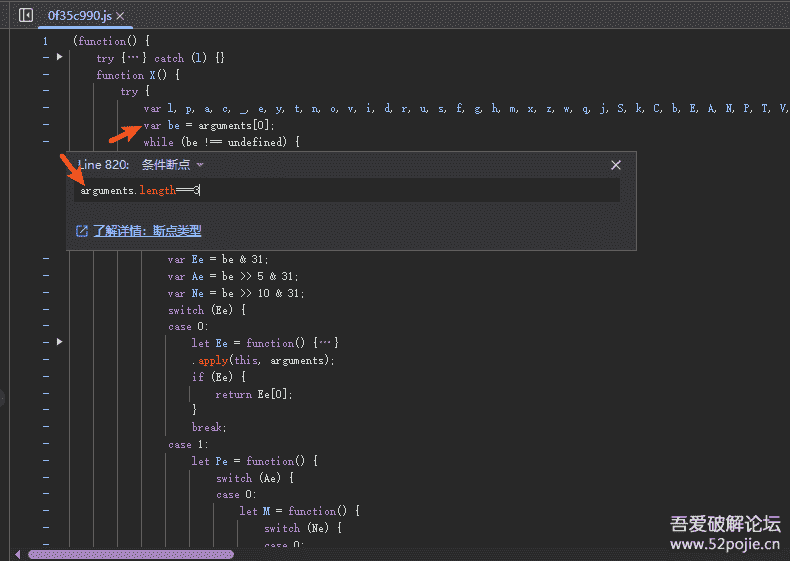 0f35c990.js ×
1 (function() {
- try {…} catch (l) {}
- function X() {
- try {
- var l, p, a, c, _, e, y, t, n, o, v, i, d, r, u, s, f, g, h, m, x, z, w, q, j, S, k, C, b, E, A, N, P, T, V,
- var be = arguments[0];
- while (be !== undefined) {
Line 820: 条件断点
arguments.length===3
了解详情：断点类型
- var Ee = be & 31;
- var Ae = be >> 5 & 31;
- var Ne = be >> 10 & 31;
- switch (Ee) {
- case 0:
- let Ee = function() {…}
- .apply(this, arguments);
- if (Ee) {
- return Ee[0];
- }
- break;
- case 1:
- let Pe = function() {
- switch (Ae) {
- case 0:
- let M = function() {
- switch (Ne) {
- case 0:
吾爱破解论坛
www.52pojie.cn